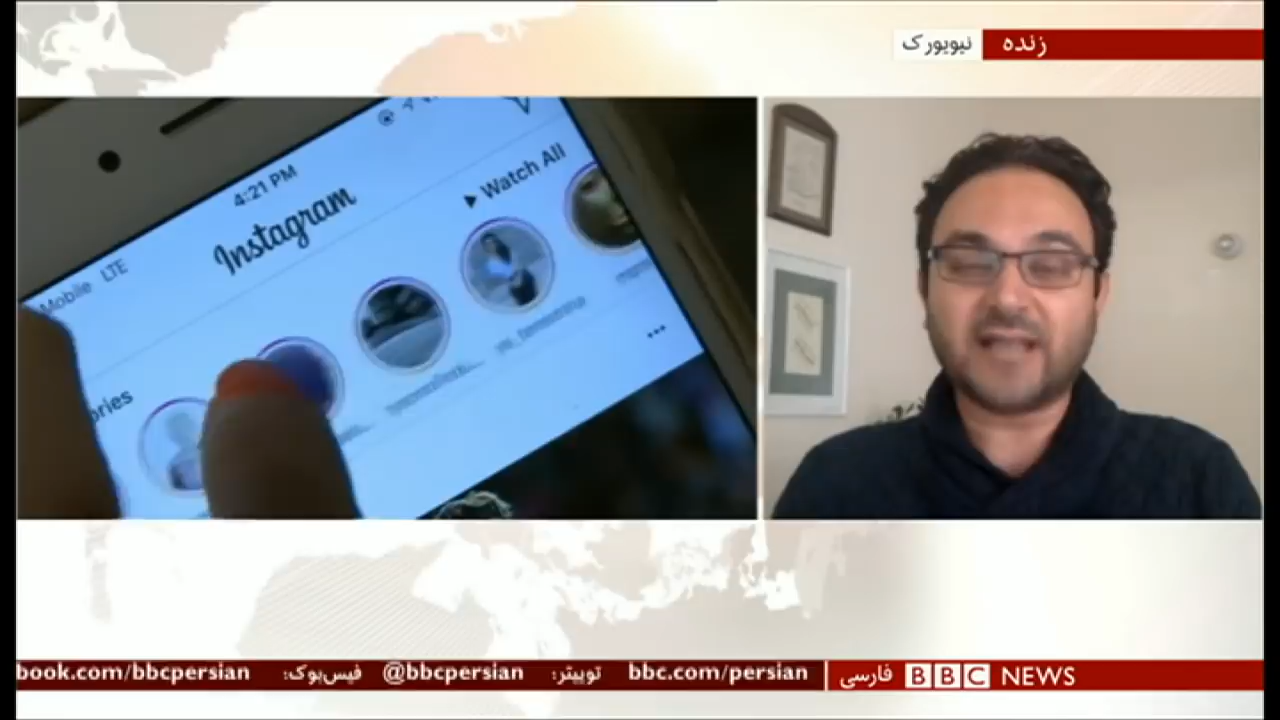 زنده
نیویورک
4:21 PM
Mobile LTE
Instagram
Watch All
ories
book.com/bbcpersian فیس‌بوک: @bbcpersian توییتر: bbc.com/persian
فارسی BBC NEWS